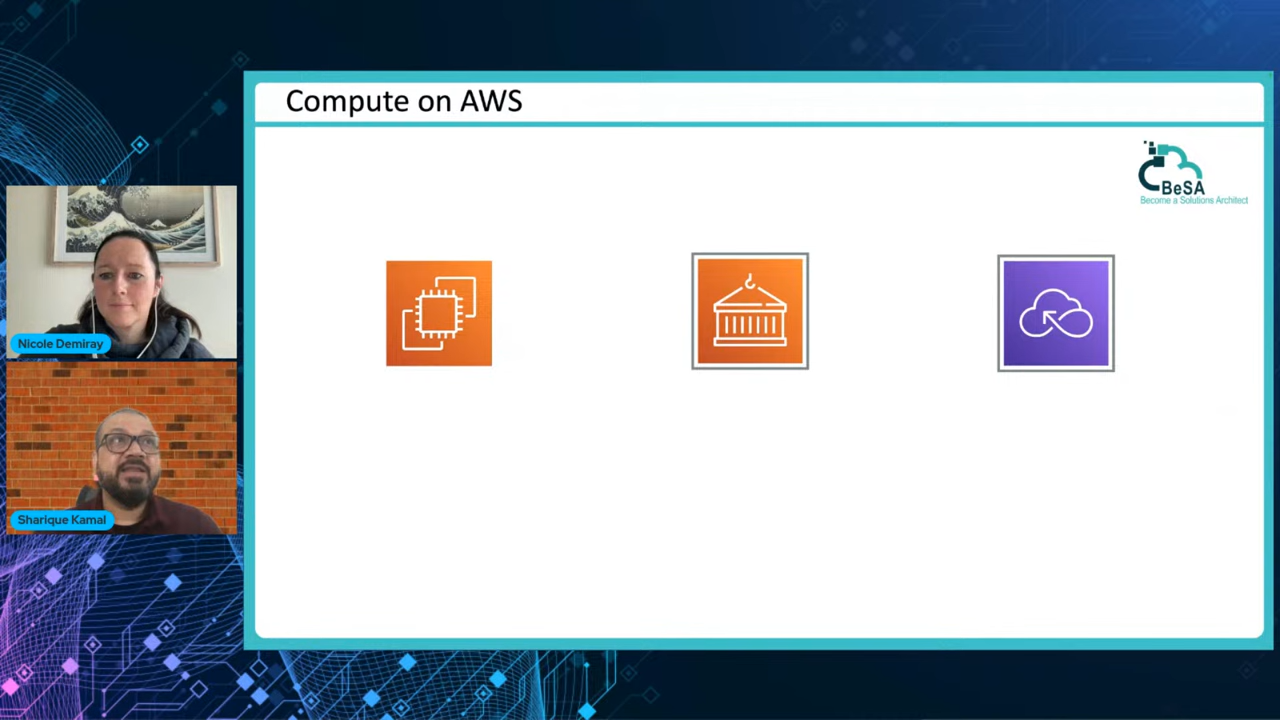 Compute on AWS
BeSA
Become a Solutions Architect
Nicole Demiray
Sharique Kamal